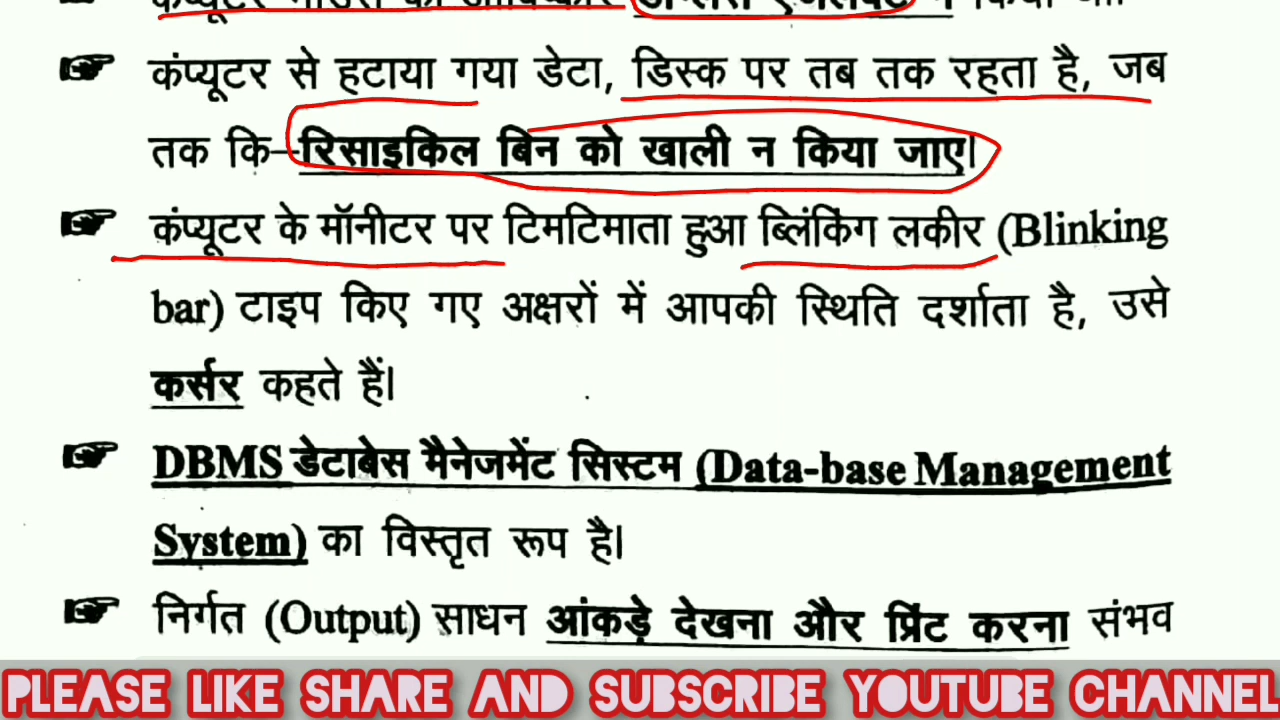 किया था।
☞ कंप्यूटर से हटाया गया डेटा, डिस्क पर तब तक रहता है, जब
तक कि–रिसाइकिल बिन को खाली न किया जाए।
☞ कंप्यूटर के मॉनीटर पर टिमटिमाता हुआ ब्लिंकिंग लकीर (Blinking
bar) टाइप किए गए अक्षरों में आपकी स्थिति दर्शाता है, उसे
कर्सर कहते हैं।
☞ DBMS डेटाबेस मैनेजमेंट सिस्टम (Data-base Management
System) का विस्तृत रूप है।
☞ निर्गत (Output) साधन आंकड़े देखना और प्रिंट करना संभव
PLEASE LIKE SHARE AND SUBSCRIBE YOUTUBE CHANNEL